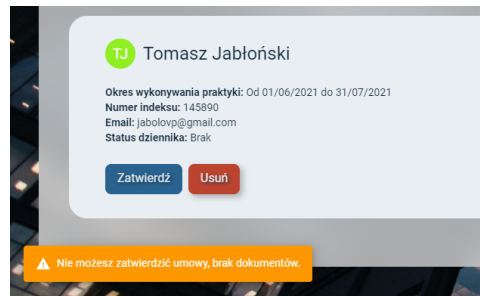 TJ Tomasz Jabłoński
Okres wykonywania praktyki: Od 01/06/2021 do 31/07/2021
Numer indeksu: 145890
Email: jabolovp@gmail.com
Status dziennika: Brak
Zatwierdź Usuń
Nie możesz zatwierdzić umowy, brak dokumentów.